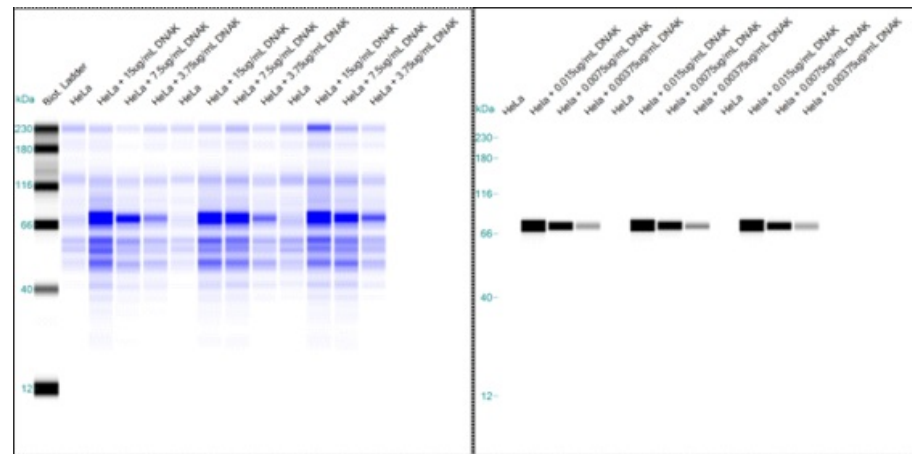 kDa
Biot. Ladder
HeLa
HeLa + 15ug/mL DNAK
HeLa + 7.5ug/mL DNAK
HeLa + 3.75ug/mL DNAK
HeLa
HeLa + 15ug/mL DNAK
HeLa + 7.5ug/mL DNAK
HeLa + 3.75ug/mL DNAK
HeLa
HeLa + 15ug/mL DNAK
HeLa + 7.5ug/mL DNAK
HeLa + 3.75ug/mL DNAK
230
180
116
66
40
12
kDa
HeLa
Hela + 0.015ug/mL DNAK
Hela + 0.0075ug/mL DNAK
Hela + 0.00375ug/mL DNAK
HeLa
Hela + 0.015ug/mL DNAK
Hela + 0.0075ug/mL DNAK
Hela + 0.00375ug/mL DNAK
HeLa
Hela + 0.015ug/mL DNAK
Hela + 0.0075ug/mL DNAK
Hela + 0.00375ug/mL DNAK
230-
180-
116-
66-
40-
12-